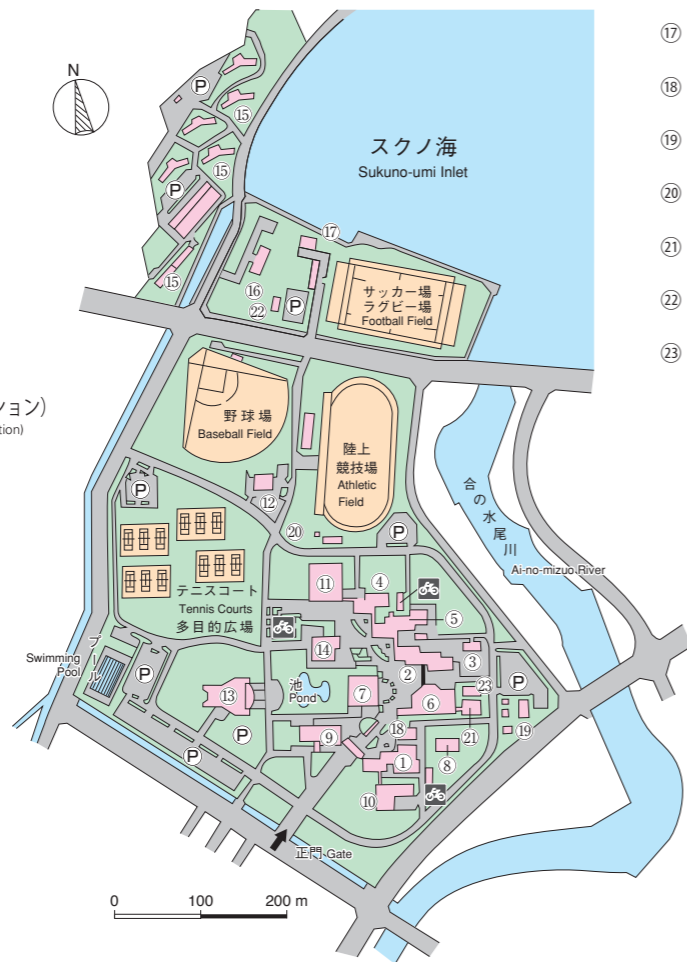 N
スクノ海
Sukuno-umi Inlet
⑰
⑱
⑲
⑳
㉑
㉒
㉓
P
⑮
⑮
P
⑮
⑰
⑯
㉒
P
サッカー場
ラグビー場
Football Field
ション)
tion)
野球場
Baseball Field
陸上
競技場
Athletic
Field
合の水尾川
Ai-no-mizuo River
P
⑫
⑳
P
テニスコート
Tennis Courts
多目的広場
⑪
④
⑤
⑭
③
②
プール
Swimming
Pool
P
⑬
池
Pond
⑦
⑥
㉓
P
㉑
⑲
P
P
⑨
⑱
①
⑧
⑩
正門 Gate
0 100 200 m